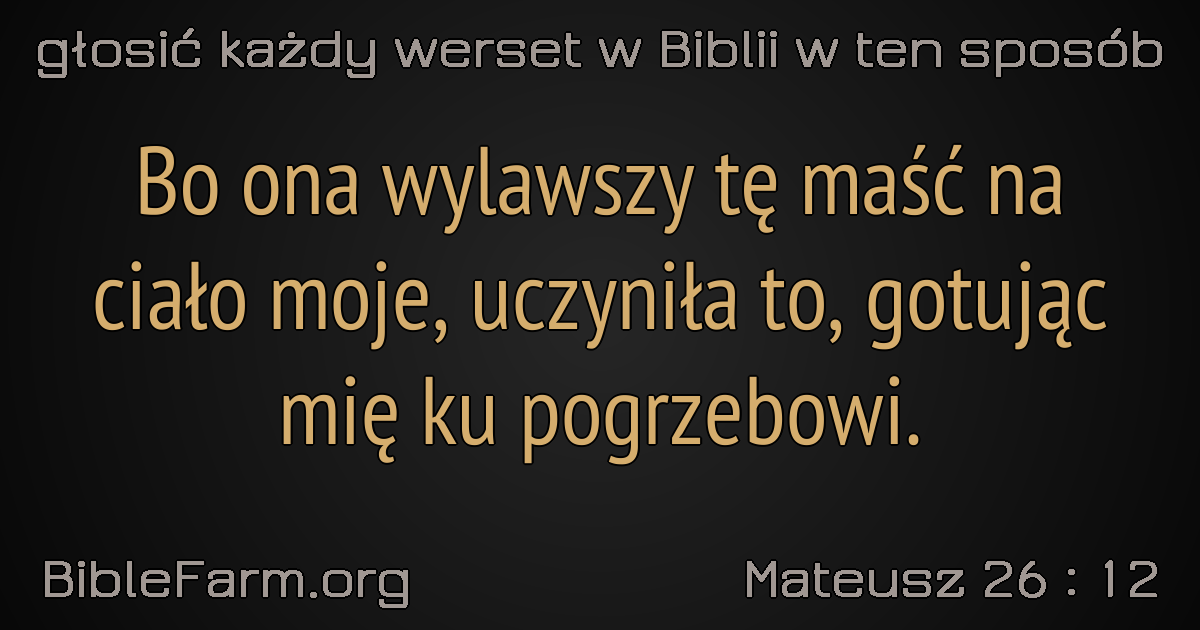 głosić każdy werset w Biblii w ten sposób
Bo ona wylawszy tę maść na
ciało moje, uczyniła to, gotując
mię ku pogrzebowi.
BibleFarm.org
Mateusz 26 : 12